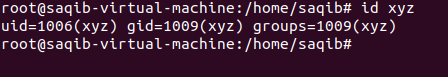 root@saqib-virtual-machine:/home/saqib# id xyz
uid=1006(xyz) gid=1009(xyz) groups=1009(xyz)
root@saqib-virtual-machine:/home/saqib#